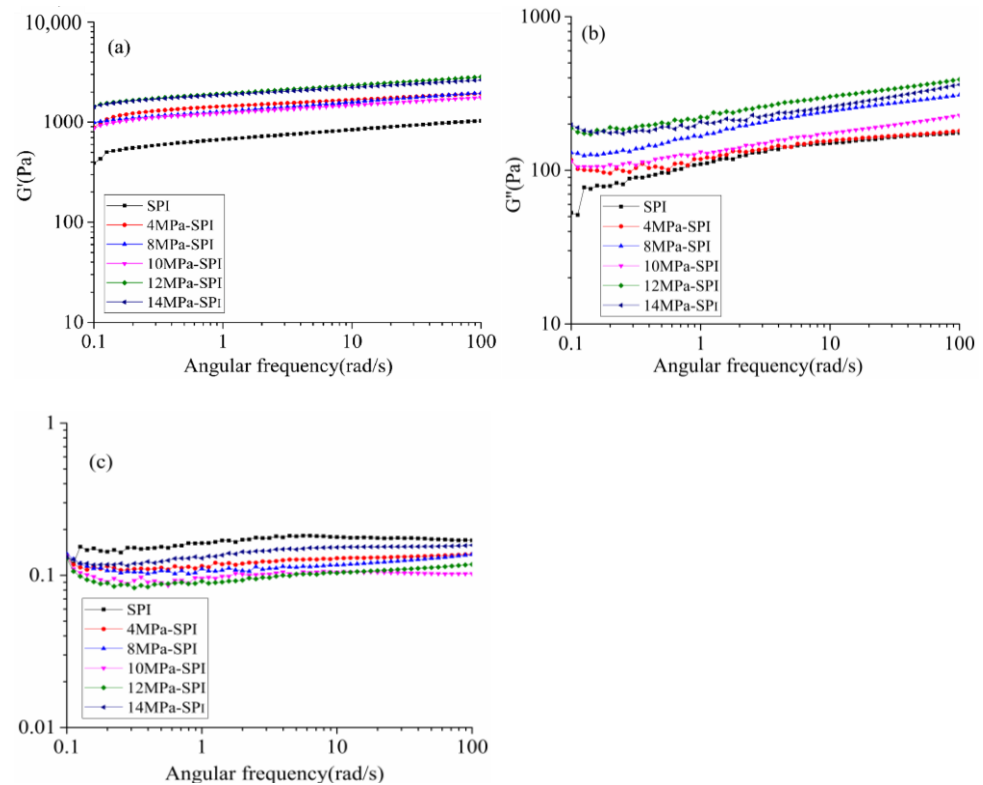 10,000
(a)
1000
G'(Pa)
100
SPI
4MPa-SPI
8MPa-SPI
10MPa-SPI
12MPa-SPI
14MPa-SPI
10
0.1 1 10 100
Angular frequency(rad/s)
1000
(b)
G''(Pa)
100
SPI
4MPa-SPI
8MPa-SPI
10MPa-SPI
12MPa-SPI
14MPa-SPI
10
0.1 1 10 100
Angular frequency(rad/s)
1
(c)
0.1
SPI
4MPa-SPI
8MPa-SPI
10MPa-SPI
12MPa-SPI
14MPa-SPI
0.01
0.1 1 10 100
Angular frequency(rad/s)